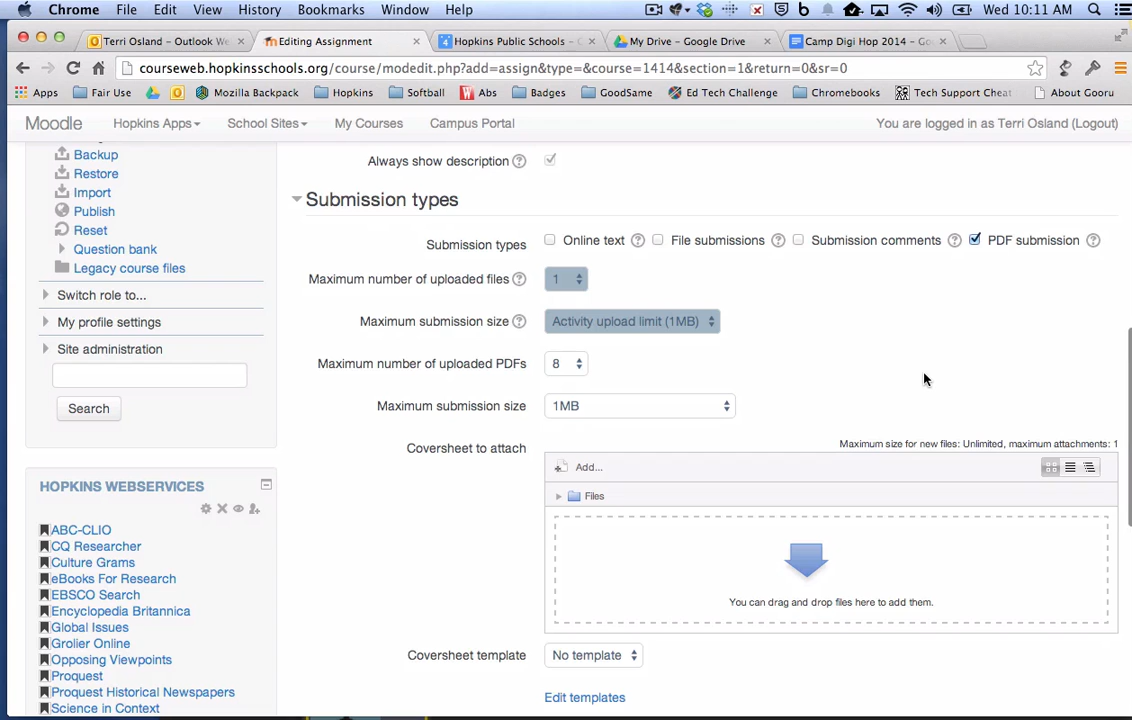 Chrome File Edit View History Bookmarks Window Help Wed 10:11 AM
Terri Osland – Outlook We Editing Assignment Hopkins Public Schools – C My Drive – Google Drive Camp Digi Hop 2014 – Go
courseweb.hopkinsschools.org/course/modedit.php?add=assign&type=&course=1414&section=1&return=0&sr=0
Apps Fair Use Mozilla Backpack Hopkins Softball Abs Badges GoodSame Ed Tech Challenge Chromebooks Tech Support Cheat About Gooru
Moodle Hopkins Apps School Sites My Courses Campus Portal You are logged in as Terri Osland (Logout)
Backup
Restore
Import
Publish
Reset
Question bank
Legacy course files
Switch role to...
My profile settings
Site administration
Search
HOPKINS WEBSERVICES
ABC-CLIO
CQ Researcher
Culture Grams
eBooks For Research
EBSCO Search
Encyclopedia Britannica
Global Issues
Grolier Online
Opposing Viewpoints
Proquest
Proquest Historical Newspapers
Science in Context
Always show description
Submission types
Submission types Online text File submissions Submission comments PDF submission
Maximum number of uploaded files 1
Maximum submission size Activity upload limit (1MB)
Maximum number of uploaded PDFs 8
Maximum submission size 1MB
Coversheet to attach Maximum size for new files: Unlimited, maximum attachments: 1
Add...
Files
You can drag and drop files here to add them.
Coversheet template No template
Edit templates